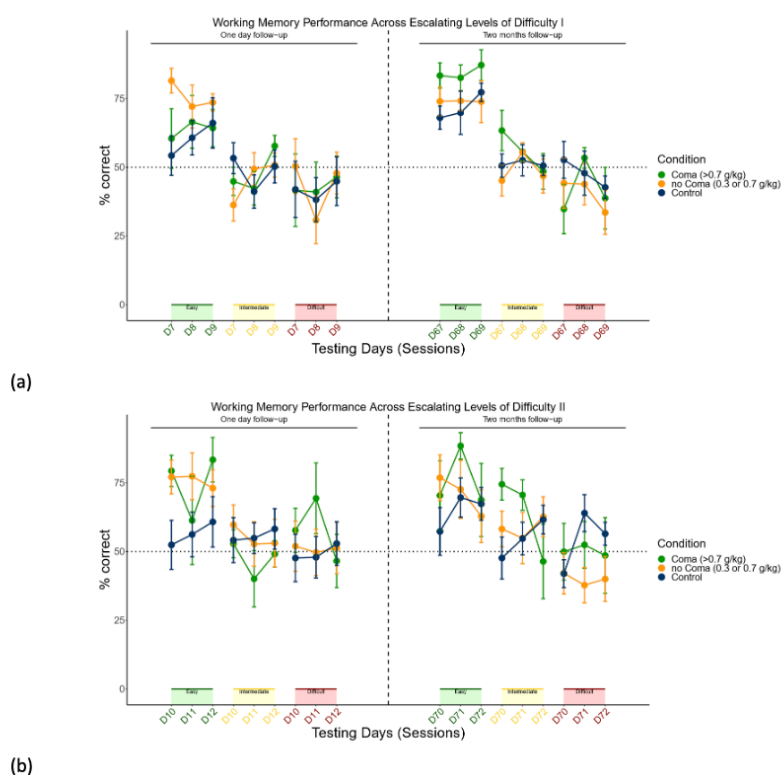 Working Memory Performance Across Escalating Levels of Difficulty I
One day follow-up
Two months follow-up
% correct
75
50
25
0
Condition
Coma (>0.7 g/kg)
no Coma (0.3 or 0.7 g/kg)
Control
Easy
Intermediate
Difficult
Easy
Intermediate
Difficult
D7 D8 D9 D7 D8 D9 D7 D8 D9
D67 D68 D69 D67 D68 D69 D67 D68 D69
Testing Days (Sessions)
(a)
Working Memory Performance Across Escalating Levels of Difficulty II
One day follow-up
Two months follow-up
% correct
75
50
25
0
Condition
Coma (>0.7 g/kg)
no Coma (0.3 or 0.7 g/kg)
Control
Easy
Intermediate
Difficult
Easy
Intermediate
Difficult
D10 D11 D12 D10 D11 D12 D10 D11 D12
D70 D71 D72 D70 D71 D72 D70 D71 D72
Testing Days (Sessions)
(b)